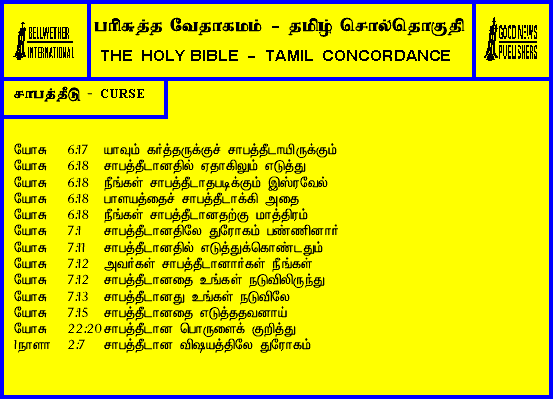 BELLWETHER
INTERNATIONAL
பரிசுத்த வேதாகமம் - தமிழ் சொல்தொகுதி
THE HOLY BIBLE - TAMIL CONCORDANCE
GOOD NEWS
PUBLISHERS
சாபத்தீடு - CURSE
யோசு 6:17 யாவும் கர்த்தருக்குச் சாபத்தீடாயிருக்கும்
யோசு 6:18 சாபத்தீடானதில் ஏதாகிலும் எடுத்து
யோசு 6:18 நீங்கள் சாபத்தீடாதபடிக்கும் இஸ்ரவேல்
யோசு 6:18 பாளயத்தைச் சாபத்தீடாக்கி அதை
யோசு 6:18 நீங்கள் சாபத்தீடானதற்கு மாத்திரம்
யோசு 7:1 சாபத்தீடானதிலே துரோகம் பண்ணினார்
யோசு 7:11 சாபத்தீடானதில் எடுத்துக்கொண்டதும்
யோசு 7:12 அவர்கள் சாபத்தீடானார்கள் நீங்கள்
யோசு 7:12 சாபத்தீடானதை உங்கள் நடுவிலிருந்து
யோசு 7:13 சாபத்தீடானது உங்கள் நடுவிலே
யோசு 7:15 சாபத்தீடானதை எடுத்ததவனாய்
யோசு 22:20 சாபத்தீடான பொருளைக் குறித்து
1நாளா 2:7 சாபத்தீடான விஷயத்திலே துரோகம்